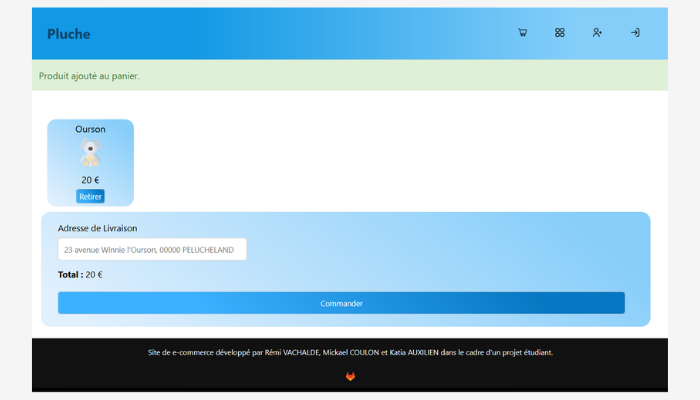 Pluche
Produit ajouté au panier.
Ourson
20 €
Retirer
Adresse de Livraison
23 avenue Winnie l'Ourson, 00000 PELUCHELAND
Total : 20 €
Commander
Site de e-commerce développé par Rémi VACHALDE, Mickael COULON et Katia AUXILIEN dans le cadre d'un projet étudiant.